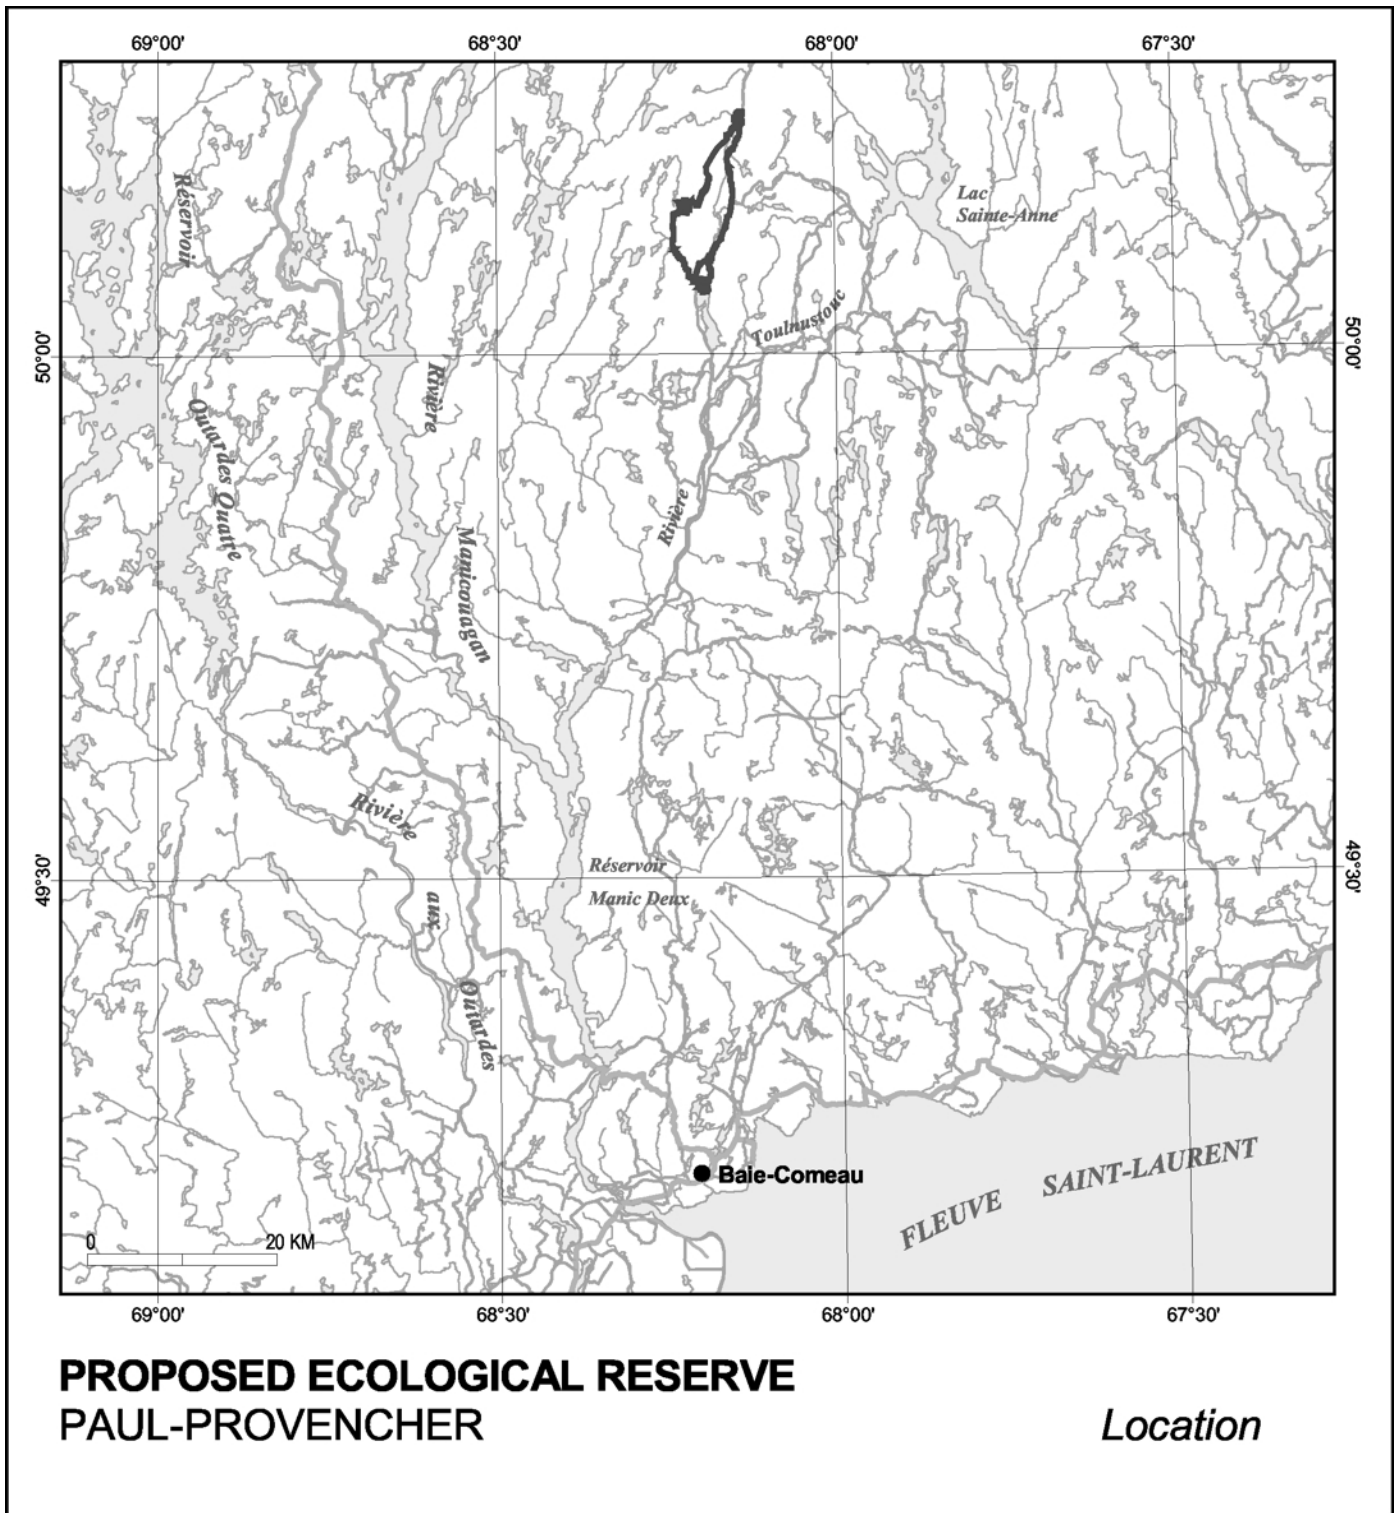 69°00' 68°30' 68°00' 67°30'
Réservoir
Lac
Sainte-Anne
Toulnustouc
50°00'
50°00'
Rivière
Outardes Quatre
Rivière
Manicouagan
Rivière
Réservoir
Manic Deux
49°30'
49°30'
aux
Outardes
Baie-Comeau
FLEUVE SAINT-LAURENT
0 20 KM
69°00' 68°30' 68°00' 67°30'
PROPOSED ECOLOGICAL RESERVE
PAUL-PROVENCHER
Location